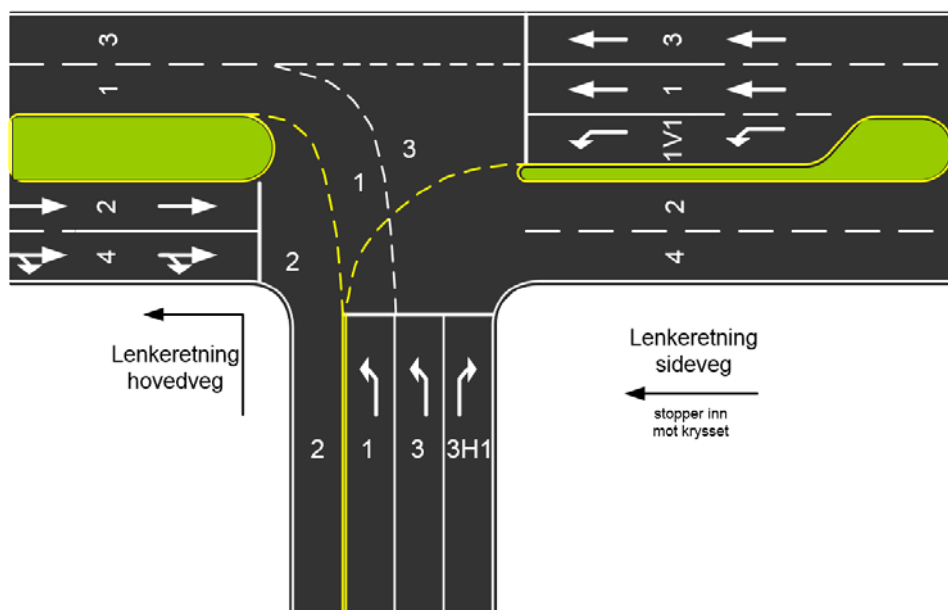 3
1
2
4
3
1
1V1
2
4
3
1
2
Lenkeretning
hovedveg
Lenkeretning
sideveg
stopper inn
mot krysset
2 1 3 3H1